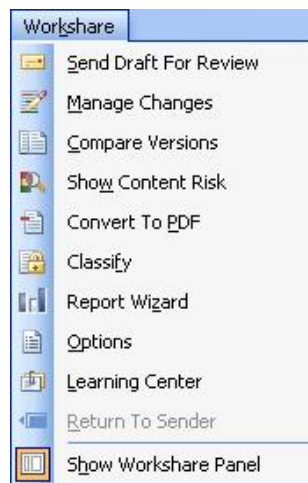 Workshare
Send Draft For Review
Manage Changes
Compare Versions
Show Content Risk
Convert To PDF
Classify
Report Wizard
Options
Learning Center
Return To Sender
Show Workshare Panel